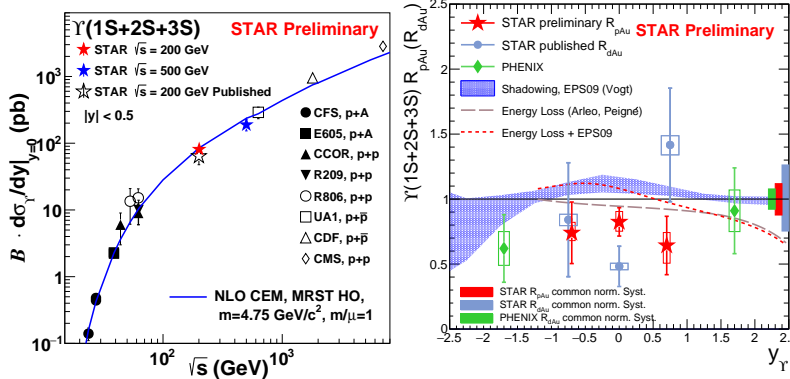 ϒ(1S+2S+3S)
STAR Preliminary
STAR √s = 200 GeV
STAR √s = 500 GeV
STAR √s = 200 GeV Published
|y| < 0.5
CFS, p+A
E605, p+A
CCOR, p+p
R209, p+p
R806, p+p
UA1, p+p̅
CDF, p+p̅
CMS, p+p
NLO CEM, MRST HO,
m=4.75 GeV/c², m/μ=1
B · dσϒ/dy|y=0 (pb)
10³
10²
10
1
10⁻¹
10² 10³
√s (GeV)
STAR preliminary RpAu
STAR published RdAu
PHENIX
Shadowing, EPS09 (Vogt)
Energy Loss (Arleo, Peigné)
Energy Loss + EPS09
STAR Preliminary
ϒ(1S+2S+3S) RpAu (RdAu)
2
1.5
1
0.5
0
STAR RpAu common norm. Syst.
STAR RdAu common norm. Syst.
PHENIX RdAu common norm. Syst.
−2.5 −2 −1.5 −1 −0.5 0 0.5 1 1.5 2 2.5
yϒ